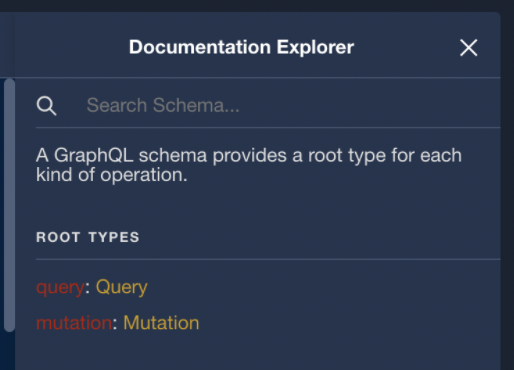 Documentation Explorer
Search Schema...
A GraphQL schema provides a root type for each
kind of operation.
ROOT TYPES
query: Query
mutation: Mutation